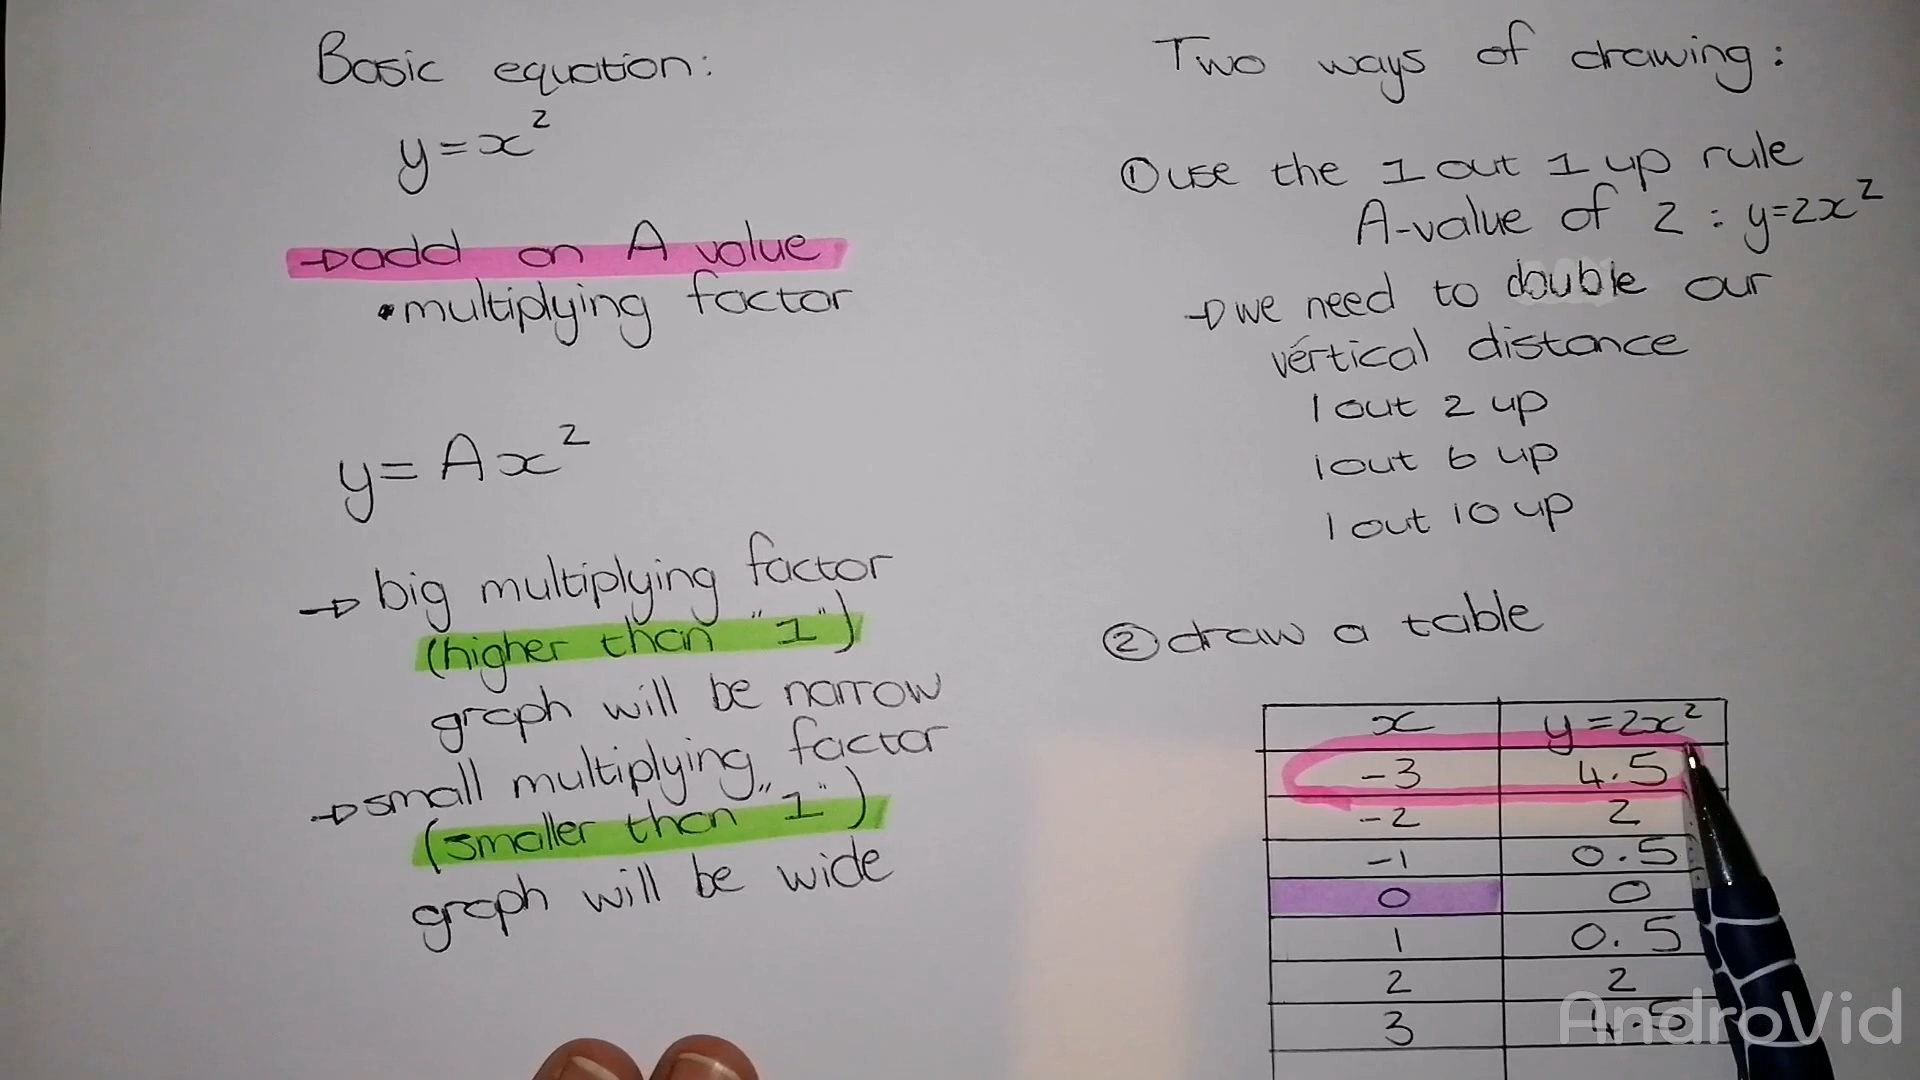 Basic equation:
y=x²
→add on A value
•multiplying factor
y=Ax²
→big multiplying factor
(higher than "1")
graph will be narrow
→small multiplying factor
(smaller than "1")
graph will be wide
Two ways of drawing:
①use the 1 out 1 up rule
A-value of 2 : y=2x²
→we need to double our
vertical distance
1 out 2 up
1 out 6 up
1 out 10 up
②draw a table
x y=2x²
-3 4.5
-2 2
-1 0.5
0 0
1 0.5
2 2
3 4.5
AndroVid